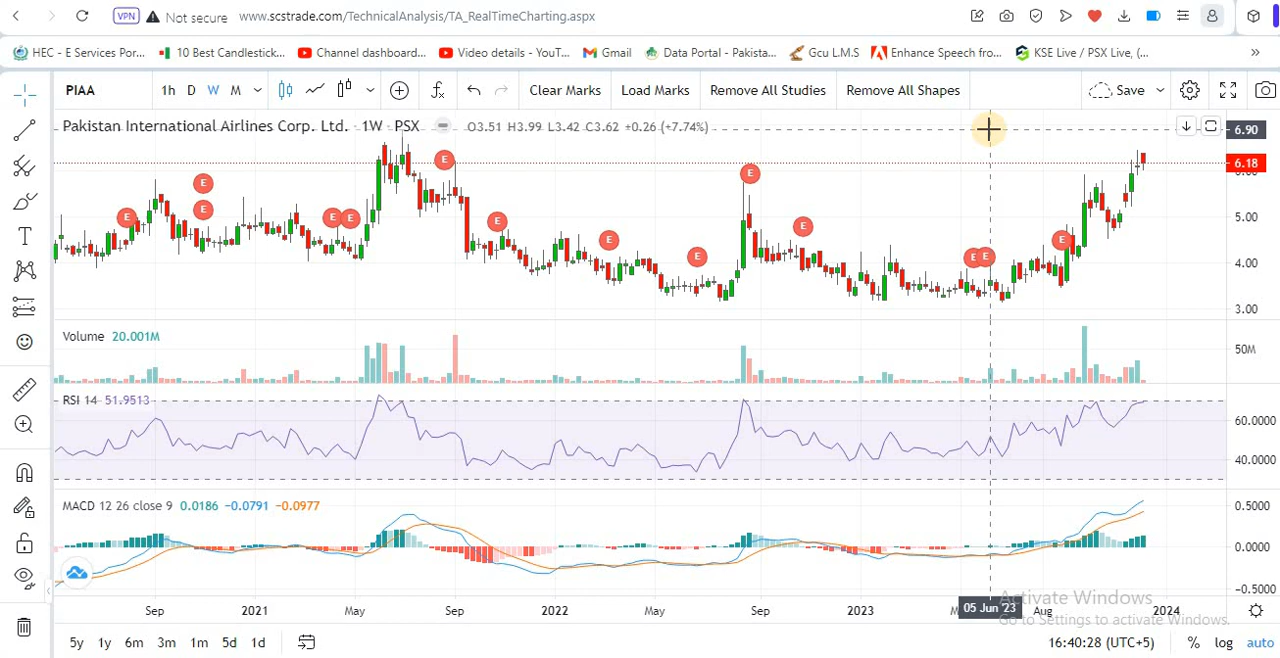 VPN Not secure www.scstrade.com/TechnicalAnalysis/TA_RealTimeCharting.aspx
HEC - E Services Por... 10 Best Candlestick... Channel dashboard... Video details - YouT... Gmail Data Portal - Pakista... Gcu L.M.S Enhance Speech fro... KSE Live / PSX Live, (... »
PIAA 1h D W M Clear Marks Load Marks Remove All Studies Remove All Shapes Save
Pakistan International Airlines Corp. Ltd. · 1W · PSX O3.51 H3.99 L3.42 C3.62 +0.26 (+7.74%)
6.90
6.18
E E E E E E E E E E E E E E
5.00
4.00
3.00
Volume 20.001M
50M
RSI 14 51.9513
60.0000
40.0000
MACD 12 26 close 9 0.0186 −0.0791 −0.0977
0.5000
0.0000
−0.5000
Sep 2021 May Sep 2022 May Sep 2023 05 Jun '23 Aug 2024
Activate Windows
Go to Settings to activate Windows.
5y 1y 6m 3m 1m 5d 1d 16:40:28 (UTC+5) % log auto